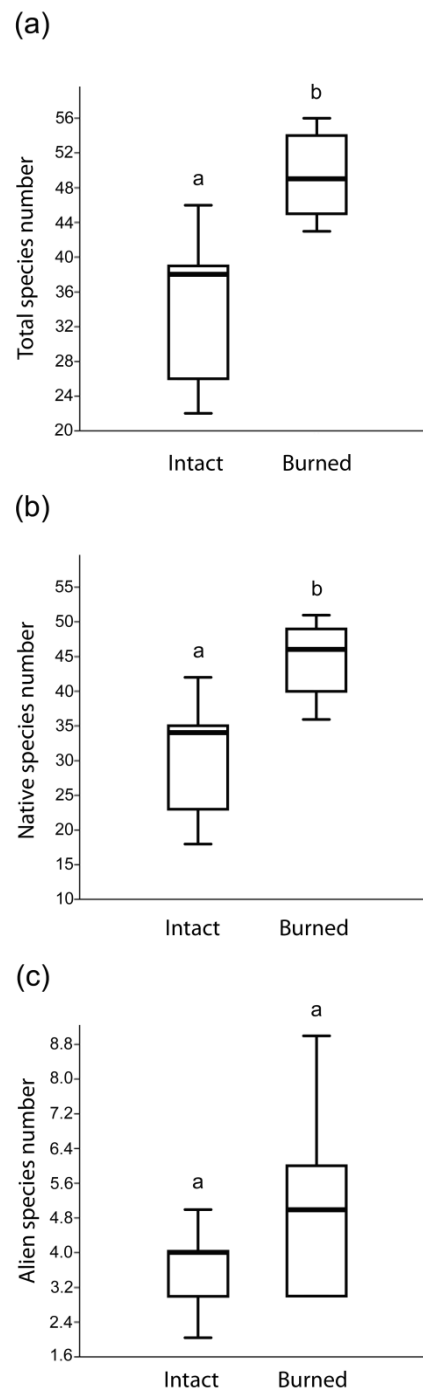 (a)
Total species number
56
52
48
44
40
36
32
28
24
20
a
b
Intact Burned
(b)
Native species number
55
50
45
40
35
30
25
20
15
10
a
b
Intact Burned
(c)
Alien species number
8.8
8.0
7.2
6.4
5.6
4.8
4.0
3.2
2.4
1.6
a
a
Intact Burned